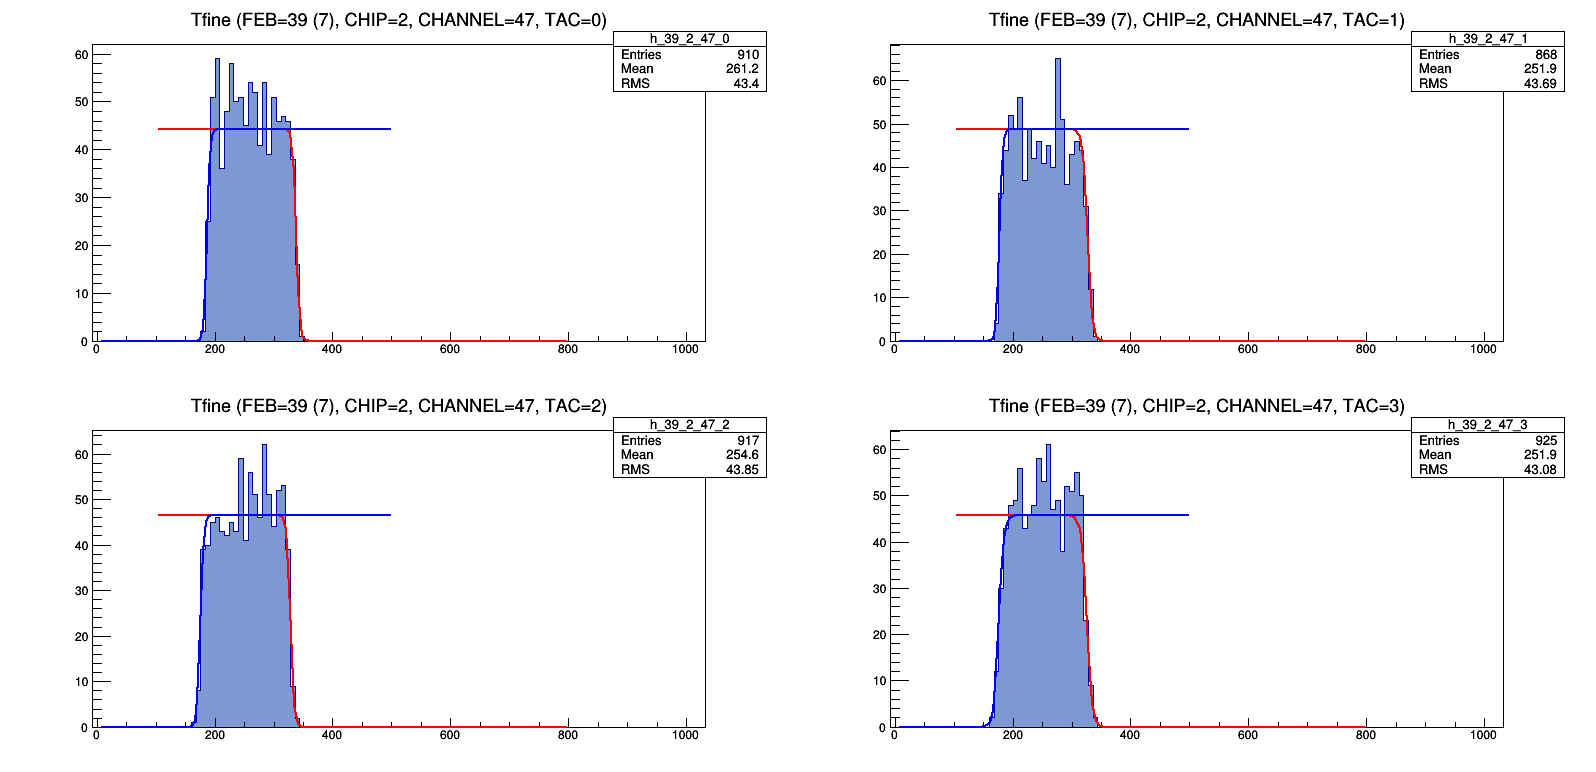 Tfine (FEB=39 (7), CHIP=2, CHANNEL=47, TAC=0)
h_39_2_47_0
Entries 910
Mean 261.2
RMS 43.4
60
50
40
30
20
10
0
0 200 400 600 800 1000
Tfine (FEB=39 (7), CHIP=2, CHANNEL=47, TAC=1)
h_39_2_47_1
Entries 868
Mean 251.9
RMS 43.69
60
50
40
30
20
10
0
0 200 400 600 800 1000
Tfine (FEB=39 (7), CHIP=2, CHANNEL=47, TAC=2)
h_39_2_47_2
Entries 917
Mean 254.6
RMS 43.85
60
50
40
30
20
10
0
0 200 400 600 800 1000
Tfine (FEB=39 (7), CHIP=2, CHANNEL=47, TAC=3)
h_39_2_47_3
Entries 925
Mean 251.9
RMS 43.08
60
50
40
30
20
10
0
0 200 400 600 800 1000